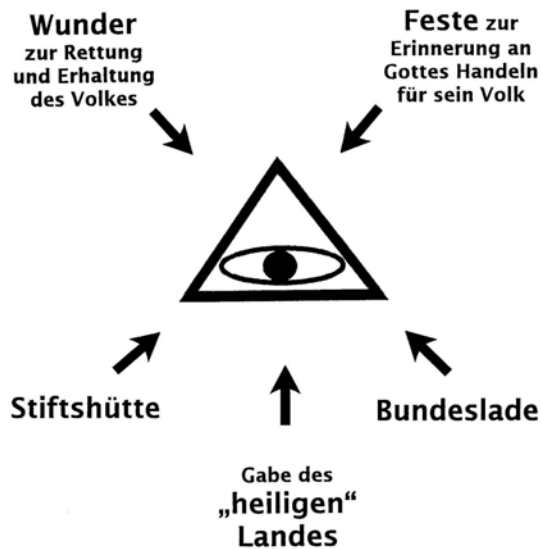 Wunder
zur Rettung
und Erhaltung
des Volkes
Feste zur
Erinnerung an
Gottes Handeln
für sein Volk
Stiftshütte
Bundeslade
Gabe des
„heiligen“
Landes